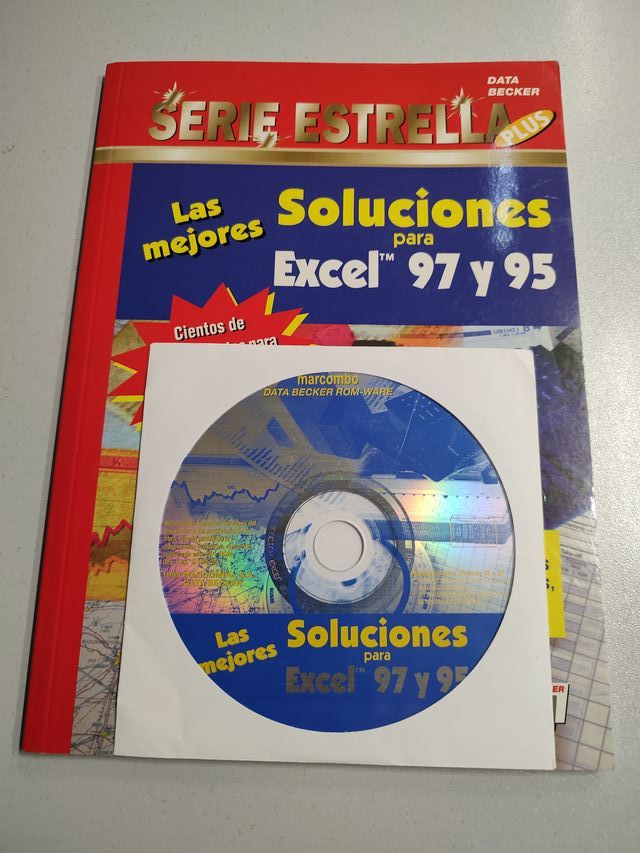 DATA
BECKER
SERIE ESTRELLA
PLUS
Las
mejores
Soluciones
para
Excel™ 97 y 95
Cientos de
para
marcombo
DATA BECKER ROM-WARE
Las
mejores
Soluciones
para
Excel™ 97 y 95